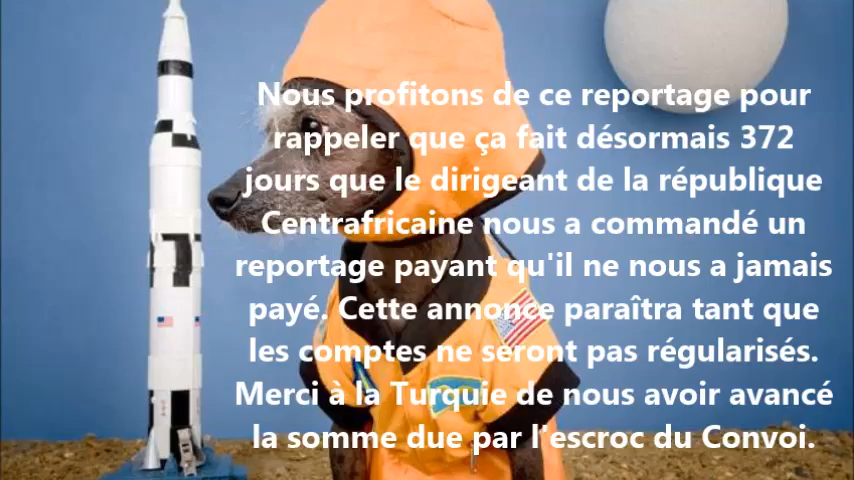 Nous profitons de ce reportage pour
rappeler que ça fait désormais 372
jours que le dirigeant de la république
Centrafricaine nous a commandé un
reportage payant qu'il ne nous a jamais
payé. Cette annonce paraîtra tant que
les comptes ne seront pas régularisés.
Merci à la Turquie de nous avoir avancé
la somme due par l'escroc du Convoi.